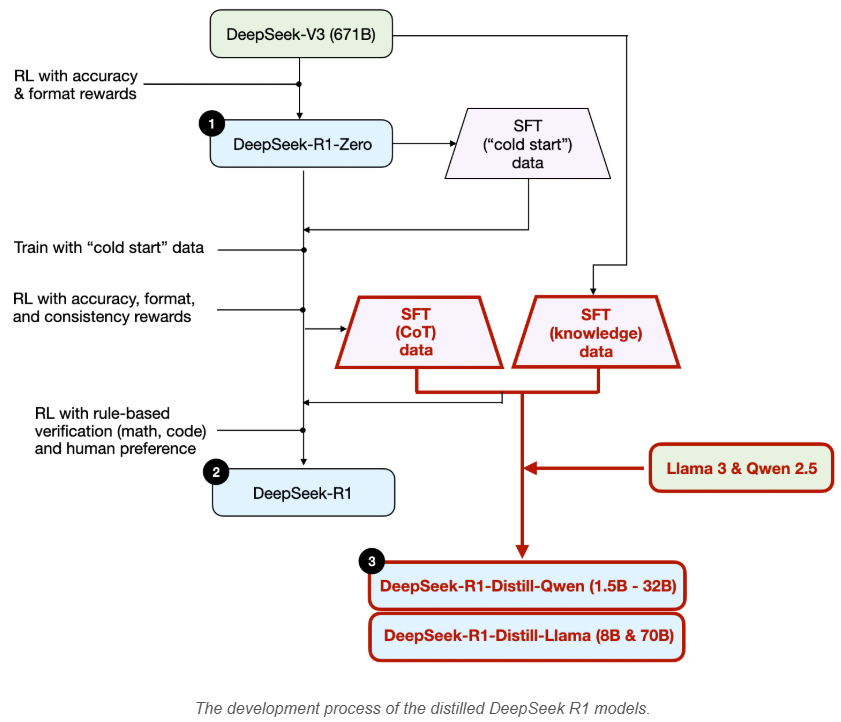 DeepSeek-V3 (671B)
RL with accuracy
& format rewards
1
DeepSeek-R1-Zero
SFT
(“cold start”)
data
Train with “cold start” data
RL with accuracy, format,
and consistency rewards
SFT
(CoT)
data
SFT
(knowledge)
data
RL with rule-based
verification (math, code)
and human preference
2
DeepSeek-R1
Llama 3 & Qwen 2.5
3
DeepSeek-R1-Distill-Qwen (1.5B - 32B)
DeepSeek-R1-Distill-Llama (8B & 70B)
The development process of the distilled DeepSeek R1 models.